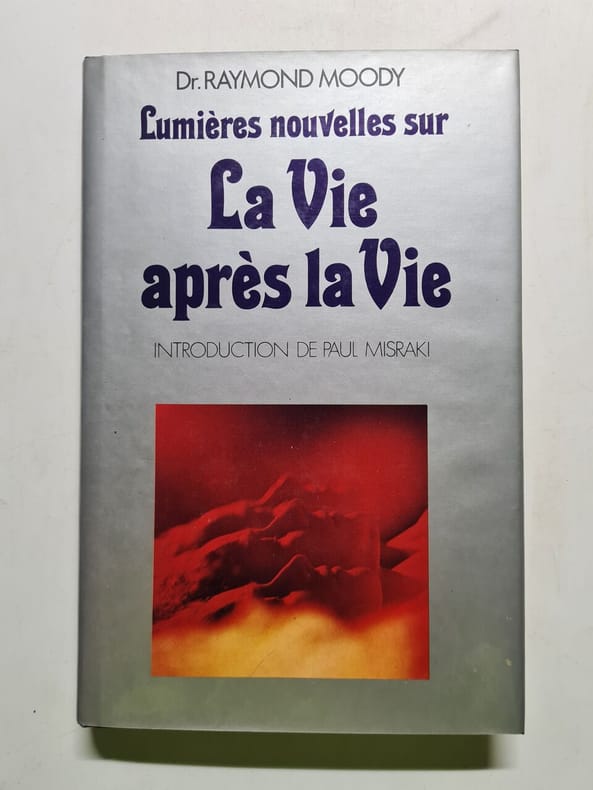 Dr. RAYMOND MOODY
Lumières nouvelles sur
La Vie
après la Vie
INTRODUCTION DE PAUL MISRAKI